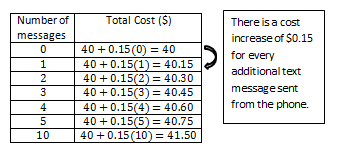 Number of messages Total Cost ($)
0 40 + 0.15(0) = 40
1 40 + 0.15(1) = 40.15
2 40 + 0.15(2) = 40.30
3 40 + 0.15(3) = 40.45
4 40 + 0.15(4) = 40.60
5 40 + 0.15(5) = 40.75
10 40 + 0.15(10) = 41.50
There is a cost
increase of $0.15
for every
additional text
message sent
from the phone.